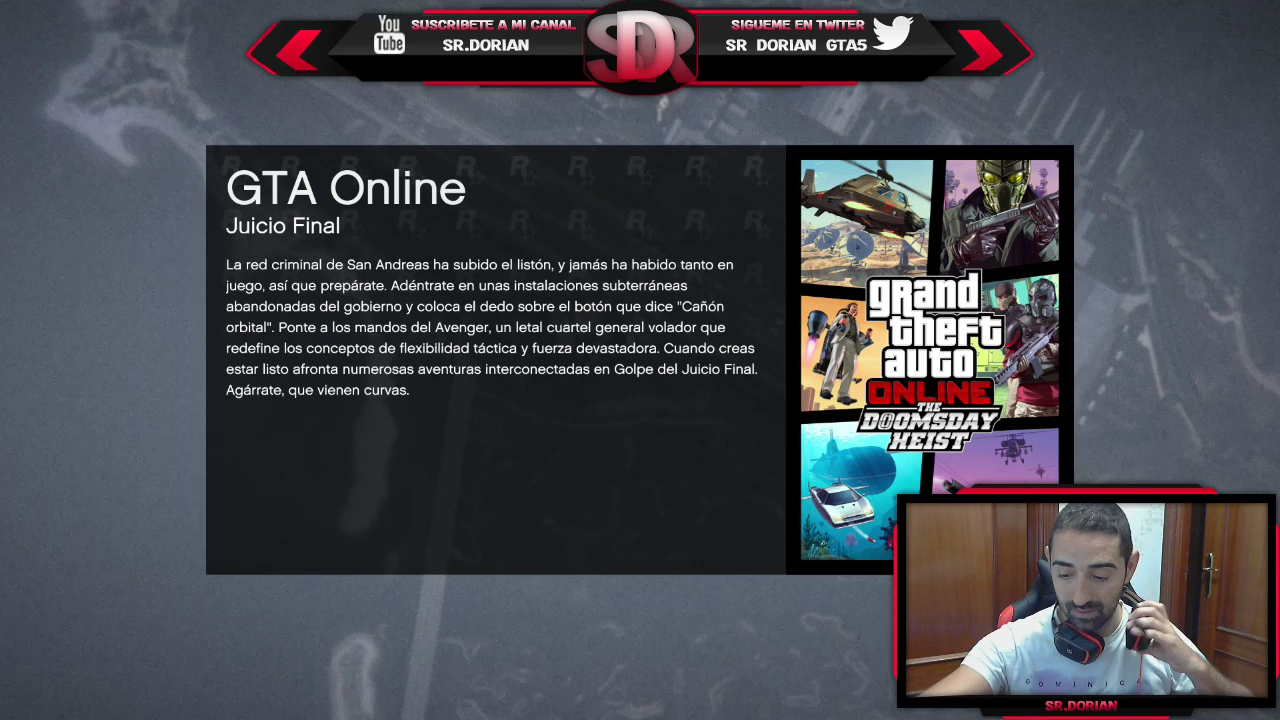 You
Tube
SUSCRIBETE A MI CANAL
SR.DORIAN
SDR
SIGUEME EN TWITER
SR DORIAN GTA5
GTA Online
Juicio Final
La red criminal de San Andreas ha subido el listón, y jamás ha habido tanto en
juego, así que prepárate. Adéntrate en unas instalaciones subterráneas
abandonadas del gobierno y coloca el dedo sobre el botón que dice "Cañón
orbital". Ponte a los mandos del Avenger, un letal cuartel general volador que
redefine los conceptos de flexibilidad táctica y fuerza devastadora. Cuando creas
estar listo afronta numerosas aventuras interconectadas en Golpe del Juicio Final.
Agárrate, que vienen curvas.
grand
theft
auto
ONLINE
THE
DOOMSDAY
HEIST
DOMINICA
SR.DORIAN